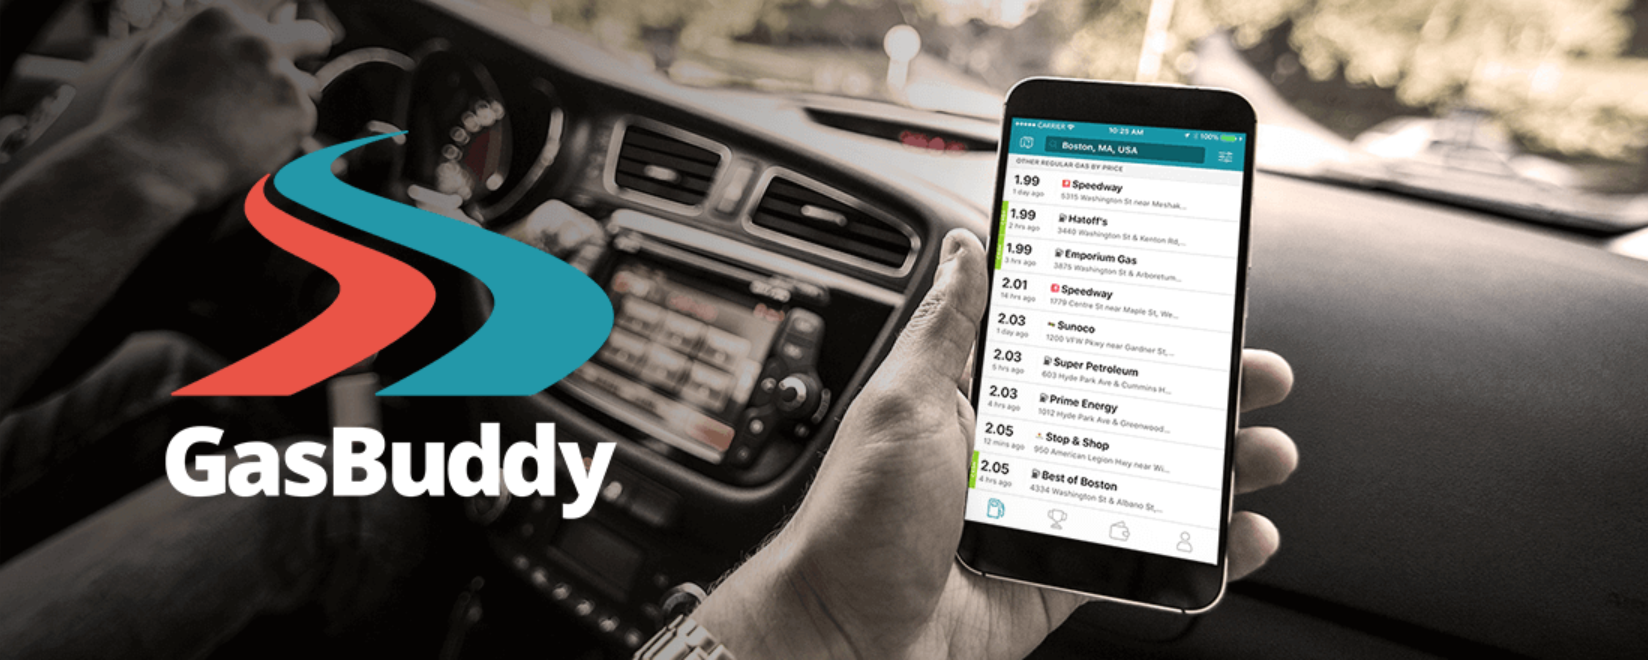 GasBuddy
CARRIER 10:25 AM 100%
Boston, MA, USA
OTHER REGULAR GAS BY PRICE
1.99 Speedway
1 day ago 5315 Washington St near Meshak...
1.99 Hatoff's
2 hrs ago 3440 Washington St & Kenton Rd,...
1.99 Emporium Gas
3 hrs ago 3875 Washington St & Arboretum...
2.01 Speedway
14 hrs ago 1779 Centre St near Maple St, We...
2.03 Sunoco
1 day ago 1200 VFW Pkwy near Gardner St,...
2.03 Super Petroleum
5 hrs ago 603 Hyde Park Ave & Cummins H...
2.03 Prime Energy
4 hrs ago 1012 Hyde Park Ave & Greenwood...
2.05 Stop & Shop
12 mins ago 950 American Legion Hwy near Wi...
2.05 Best of Boston
4 hrs ago 4334 Washington St & Albano St,...